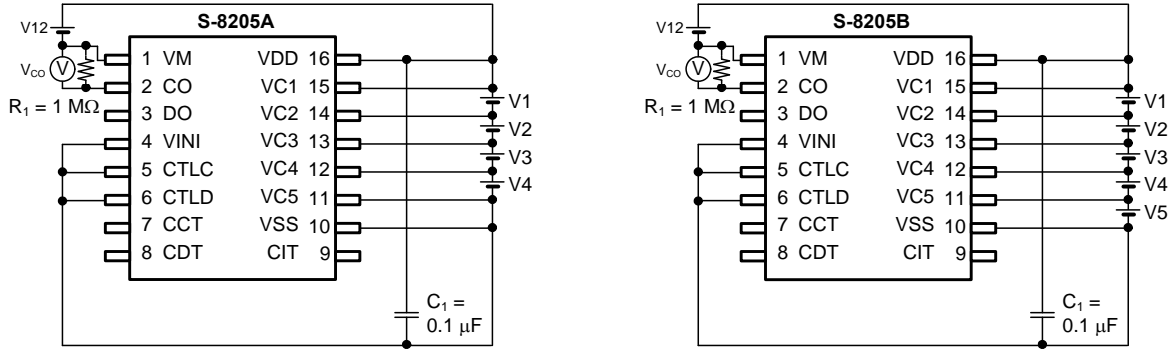 S-8205A
V12
V
VCO
R1 = 1 MΩ
1 VM
2 CO
3 DO
4 VINI
5 CTLC
6 CTLD
7 CCT
8 CDT
VDD 16
VC1 15
VC2 14
VC3 13
VC4 12
VC5 11
VSS 10
CIT 9
V1
V2
V3
V4
C1 =
0.1 μF
S-8205B
V12
V
VCO
R1 = 1 MΩ
1 VM
2 CO
3 DO
4 VINI
5 CTLC
6 CTLD
7 CCT
8 CDT
VDD 16
VC1 15
VC2 14
VC3 13
VC4 12
VC5 11
VSS 10
CIT 9
V1
V2
V3
V4
V5
C1 =
0.1 μF